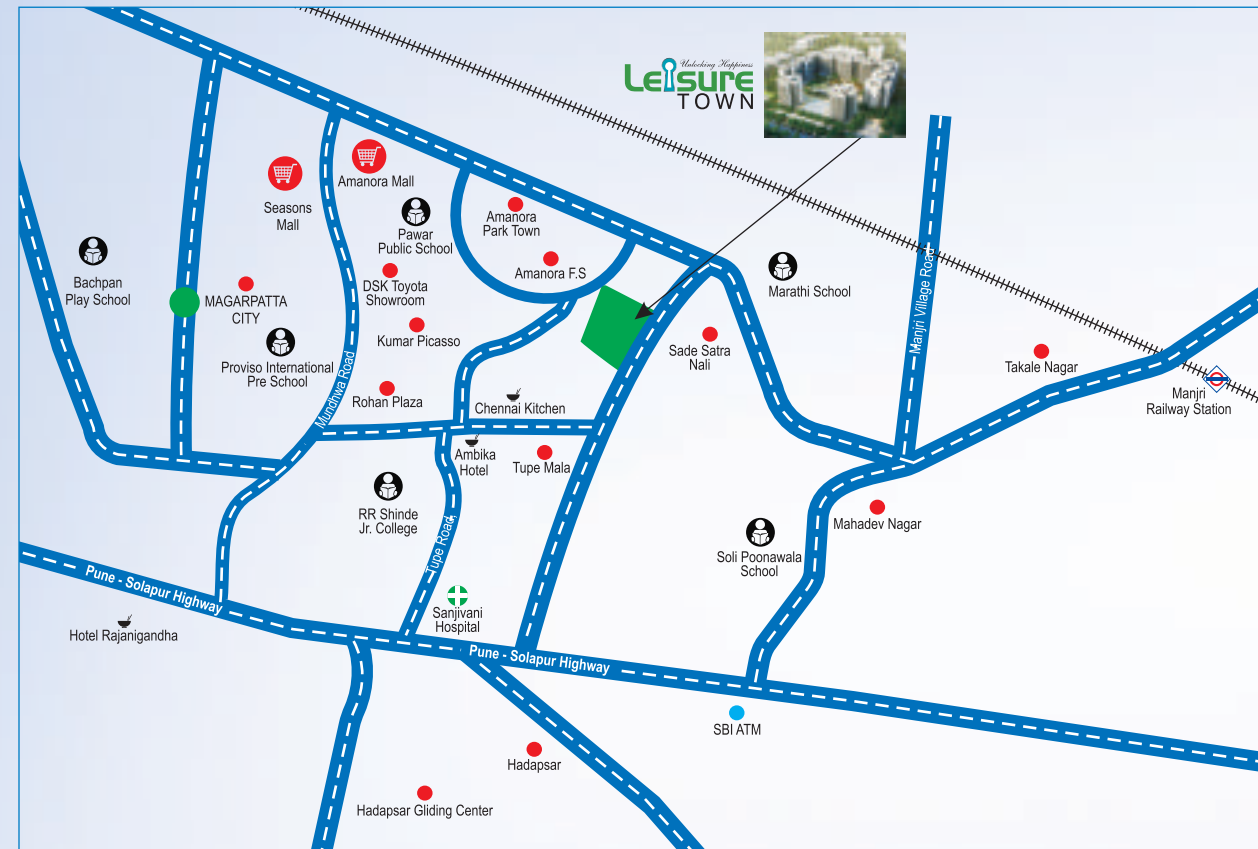 Unlocking Happiness
LeisuRe
TOWN
Amanora Mall
Seasons
Mall
Pawar
Public School
Amanora
Park Town
Amanora F.S
Bachpan
Play School
MAGARPATTA
CITY
DSK Toyota
Showroom
Marathi School
Manjri Village Road
Kumar Picasso
Proviso International
Pre School
Mundhwa Road
Sade Satra
Nali
Takale Nagar
Manjri
Railway Station
Rohan Plaza
Chennai Kitchen
Ambika
Hotel
Tupe Mala
RR Shinde
Jr. College
Tupe Road
Mahadev Nagar
Soli Poonawala
School
Pune - Solapur Highway
Hotel Rajanigandha
Sanjivani
Hospital
Pune - Solapur Highway
SBI ATM
Hadapsar
Hadapsar Gliding Center